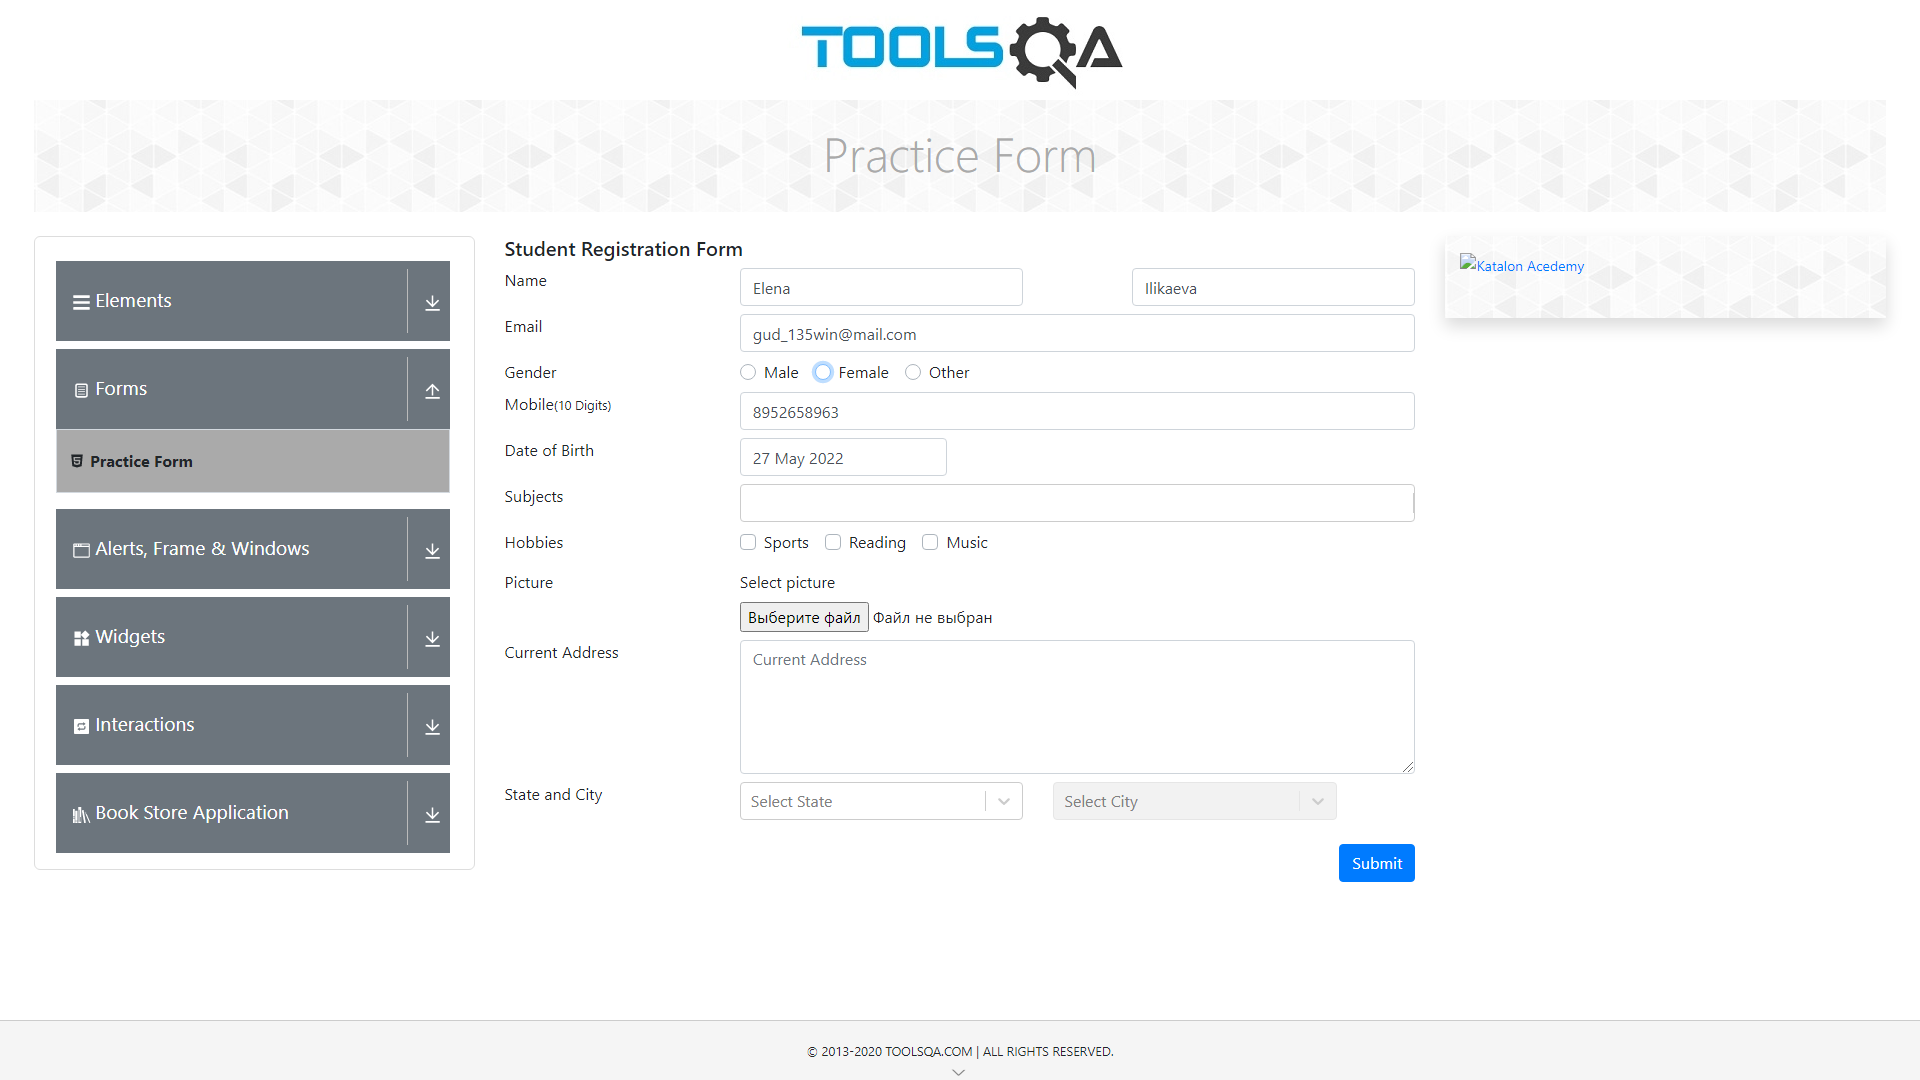 TOOLSQA
Practice Form
Elements
Forms
Practice Form
Alerts, Frame & Windows
Widgets
Interactions
Book Store Application
Student Registration Form
Name Elena Ilikaeva
Email gud_135win@mail.com
Gender Male Female Other
Mobile(10 Digits) 8952658963
Date of Birth 27 May 2022
Subjects
Hobbies Sports Reading Music
Picture Select picture
Выберите файл Файл не выбран
Current Address Current Address
State and City Select State Select City
Submit
Katalon Acedemy
© 2013-2020 TOOLSQA.COM | ALL RIGHTS RESERVED.